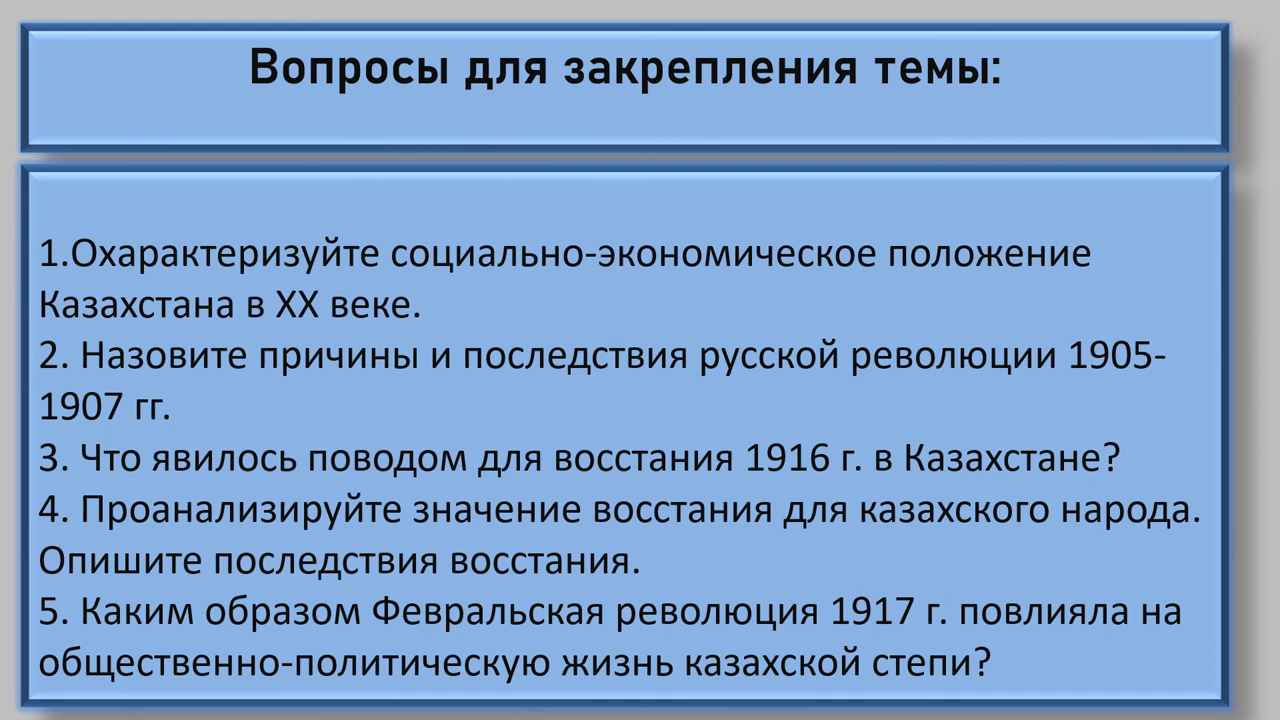 Вопросы для закрепления темы:
1.Охарактеризуйте социально-экономическое положение
Казахстана в ХХ веке.
2. Назовите причины и последствия русской революции 1905-
1907 гг.
3. Что явилось поводом для восстания 1916 г. в Казахстане?
4. Проанализируйте значение восстания для казахского народа.
Опишите последствия восстания.
5. Каким образом Февральская революция 1917 г. повлияла на
общественно-политическую жизнь казахской степи?